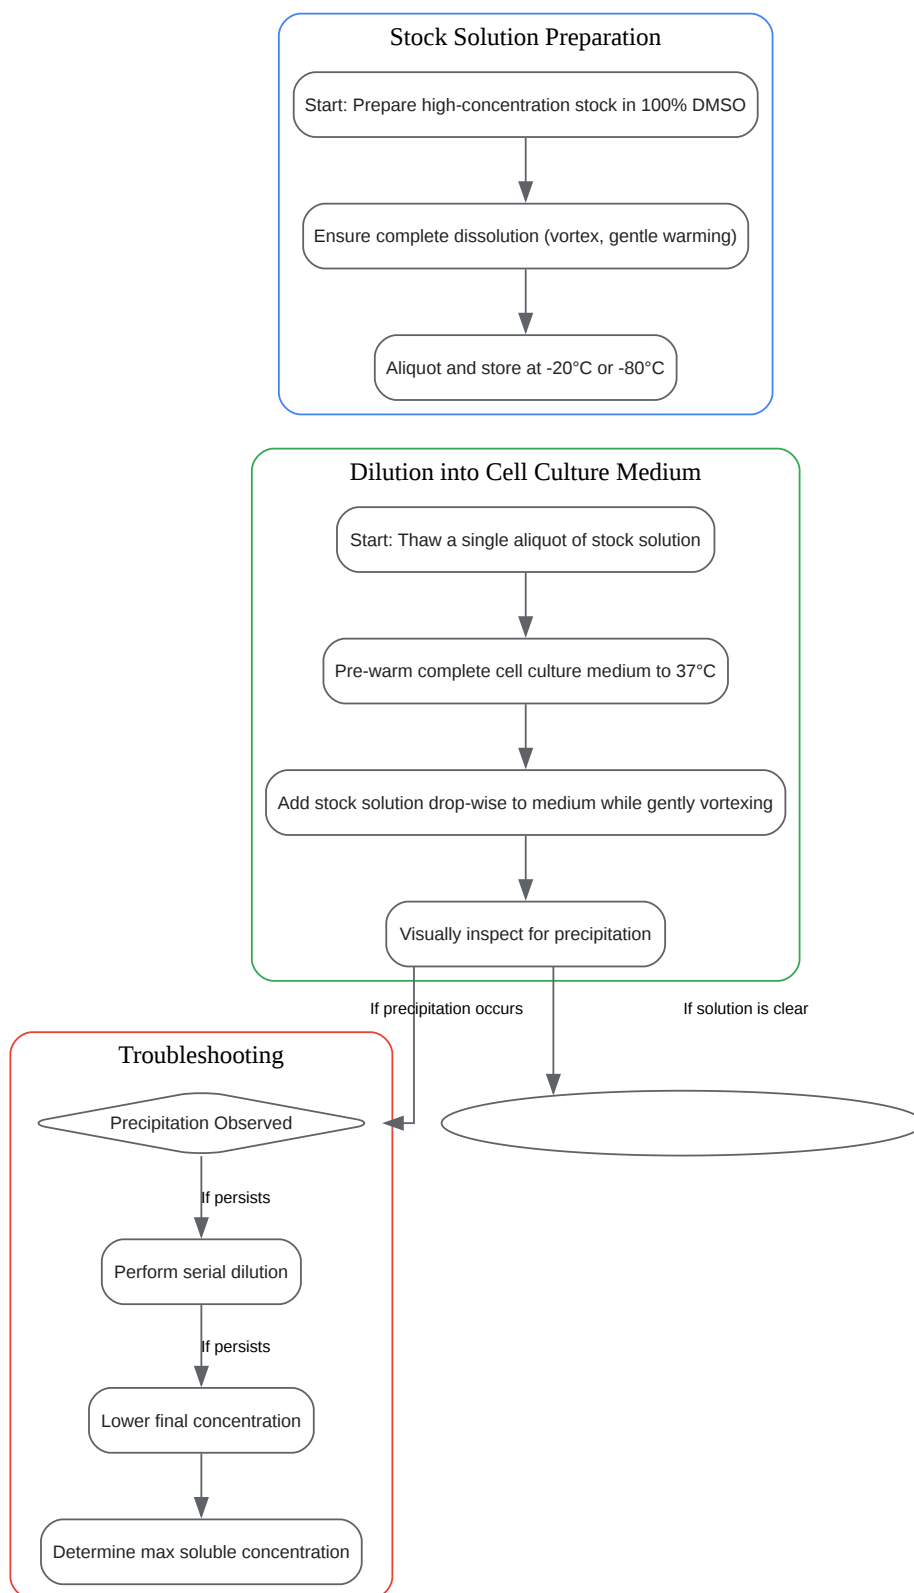 Stock Solution Preparation
Start: Prepare high-concentration stock in 100% DMSO
Ensure complete dissolution (vortex, gentle warming)
Aliquot and store at -20°C or -80°C
Dilution into Cell Culture Medium
Start: Thaw a single aliquot of stock solution
Pre-warm complete cell culture medium to 37°C
Add stock solution drop-wise to medium while gently vortexing
Visually inspect for precipitation
If precipitation occurs
If solution is clear
Troubleshooting
Precipitation Observed
If persists
Perform serial dilution
If persists
Lower final concentration
Determine max soluble concentration